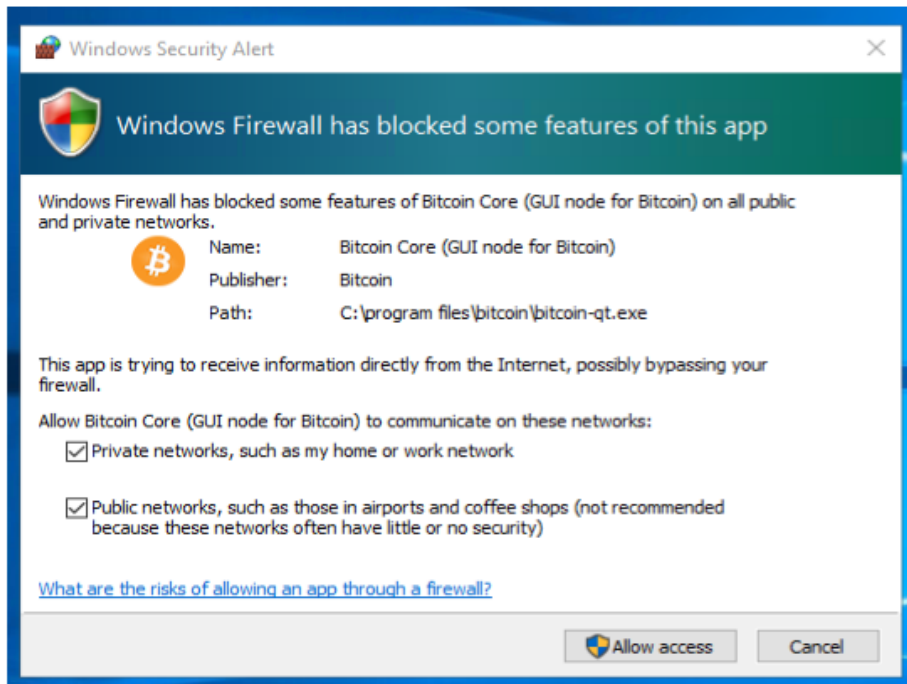 Windows Security Alert
Windows Firewall has blocked some features of this app
Windows Firewall has blocked some features of Bitcoin Core (GUI node for Bitcoin) on all public
and private networks.
Name: Bitcoin Core (GUI node for Bitcoin)
Publisher: Bitcoin
Path: C:\program files\bitcoin\bitcoin-qt.exe
This app is trying to receive information directly from the Internet, possibly bypassing your
firewall.
Allow Bitcoin Core (GUI node for Bitcoin) to communicate on these networks:
Private networks, such as my home or work network
Public networks, such as those in airports and coffee shops (not recommended
because these networks often have little or no security)
What are the risks of allowing an app through a firewall?
Allow access Cancel